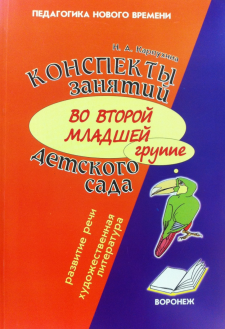 ПЕДАГОГИКА НОВОГО ВРЕМЕНИ
Н. А. Карпухина
КОНСПЕКТЫ
занятий
ВО ВТОРОЙ
МЛАДШЕЙ
группе
детского
сада
развитие речи
художественная
литература
ВОРОНЕЖ